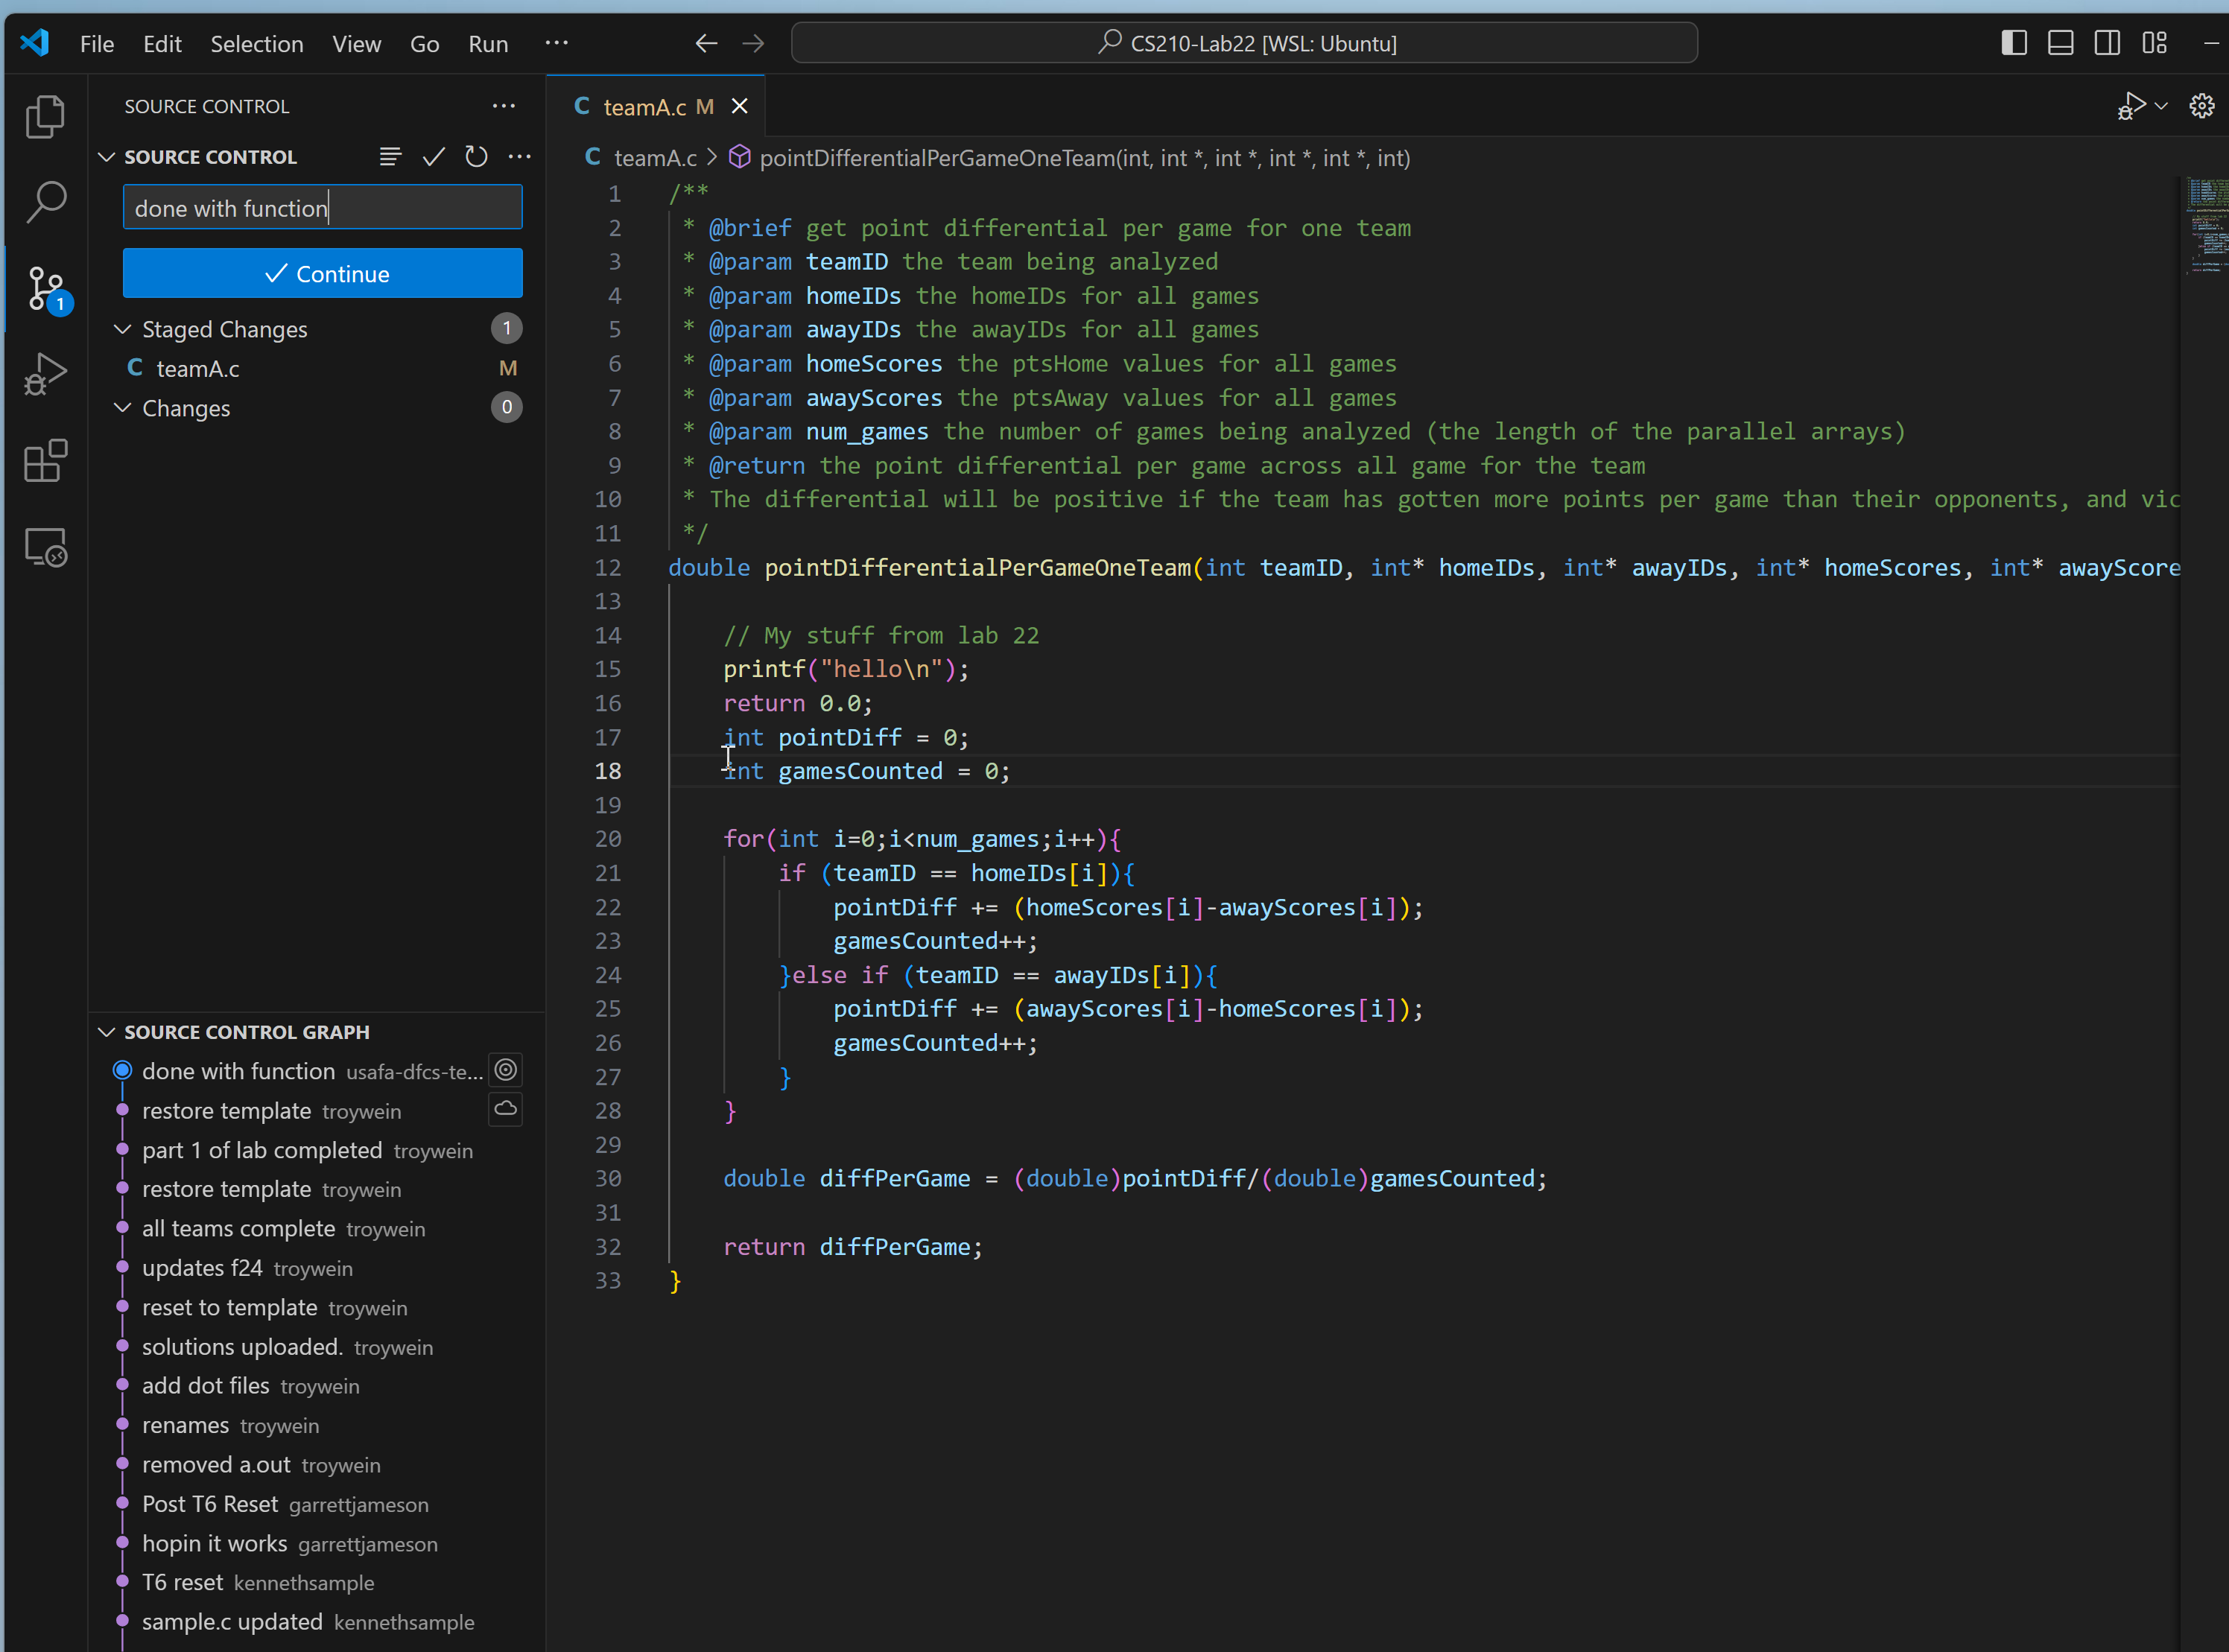 File Edit Selection View Go Run ···
CS210-Lab22 [WSL: Ubuntu]
SOURCE CONTROL
SOURCE CONTROL
done with function
Continue
Staged Changes 1
C teamA.c M
Changes 0
1
SOURCE CONTROL GRAPH
done with function usafa-dfcs-te...
restore template troywein
part 1 of lab completed troywein
restore template troywein
all teams complete troywein
updates f24 troywein
reset to template troywein
solutions uploaded. troywein
add dot files troywein
renames troywein
removed a.out troywein
Post T6 Reset garrettjameson
hopin it works garrettjameson
T6 reset kennethsample
sample.c updated kennethsample
C teamA.c M
C teamA.c > pointDifferentialPerGameOneTeam(int, int *, int *, int *, int *, int)
1 /**
2 * @brief get point differential per game for one team
3 * @param teamID the team being analyzed
4 * @param homeIDs the homeIDs for all games
5 * @param awayIDs the awayIDs for all games
6 * @param homeScores the ptsHome values for all games
7 * @param awayScores the ptsAway values for all games
8 * @param num_games the number of games being analyzed (the length of the parallel arrays)
9 * @return the point differential per game across all game for the team
10 * The differential will be positive if the team has gotten more points per game than their opponents, and vic
11 */
12 double pointDifferentialPerGameOneTeam(int teamID, int* homeIDs, int* awayIDs, int* homeScores, int* awayScore
13
14 // My stuff from lab 22
15 printf("hello\n");
16 return 0.0;
17 int pointDiff = 0;
18 int gamesCounted = 0;
19
20 for(int i=0;i<num_games;i++){
21 if (teamID == homeIDs[i]){
22 pointDiff += (homeScores[i]-awayScores[i]);
23 gamesCounted++;
24 }else if (teamID == awayIDs[i]){
25 pointDiff += (awayScores[i]-homeScores[i]);
26 gamesCounted++;
27 }
28 }
29
30 double diffPerGame = (double)pointDiff/(double)gamesCounted;
31
32 return diffPerGame;
33 }